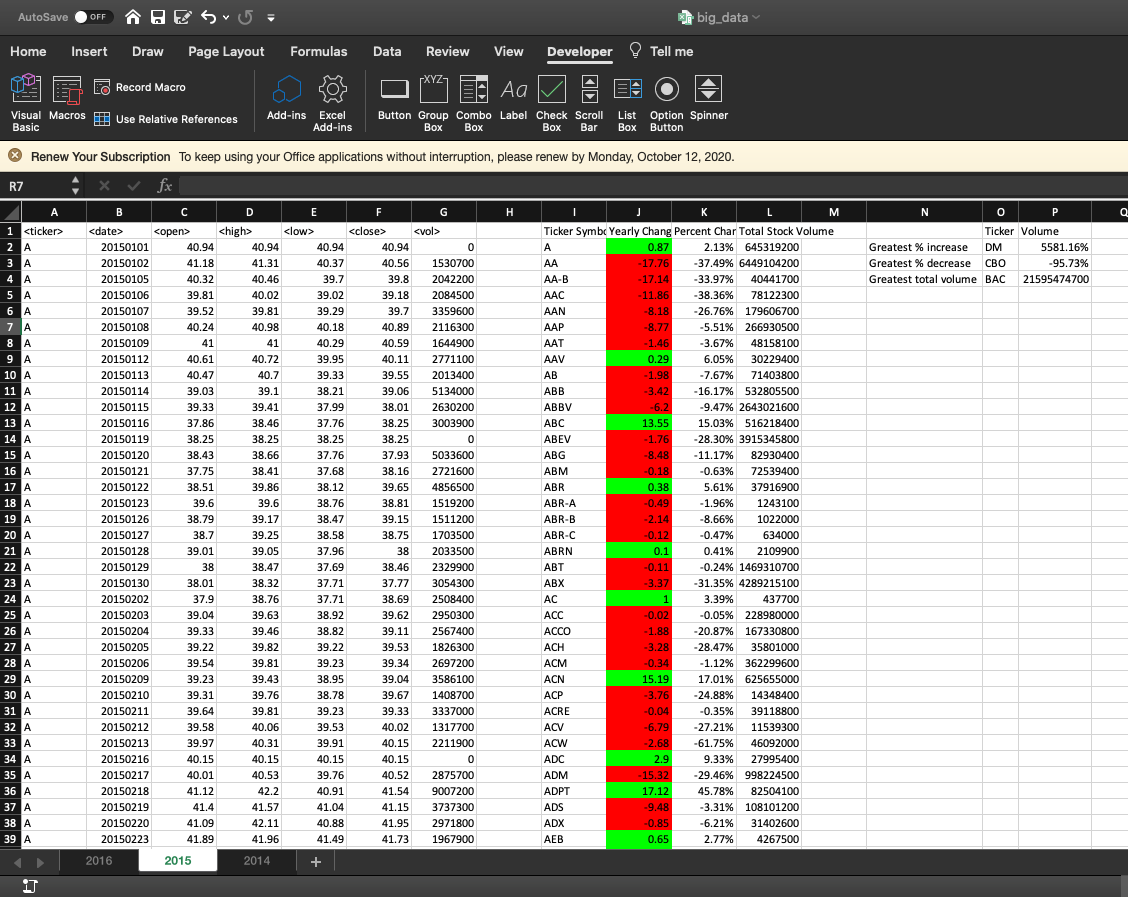 AutoSave OFF big_data
Home Insert Draw Page Layout Formulas Data Review View Developer Tell me
Visual Basic Macros Record Macro Use Relative References Add-ins Excel Add-ins Button Group Box Combo Box Label Check Box Scroll Bar List Box Option Button Spinner
XYZ Aa
Renew Your Subscription To keep using your Office applications without interruption, please renew by Monday, October 12, 2020.
R7 fx
A B C D E F G H I J K L M N O P Q
1 <ticker> <date> <open> <high> <low> <close> <vol> Ticker Symbo Yearly Chang Percent Char Total Stock Volume Ticker Volume
2 A 20150101 40.94 40.94 40.94 40.94 0 A 0.87 2.13% 645319200 Greatest % increase DM 5581.16%
3 A 20150102 41.18 41.31 40.37 40.56 1530700 AA -17.76 -37.49% 6449104200 Greatest % decrease CBO -95.73%
4 A 20150105 40.32 40.46 39.7 39.8 2042200 AA-B -17.14 -33.97% 40441700 Greatest total volume BAC 21595474700
5 A 20150106 39.81 40.02 39.02 39.18 2084500 AAC -11.86 -38.36% 78122300
6 A 20150107 39.52 39.81 39.29 39.7 3359600 AAN -8.18 -26.76% 179606700
7 A 20150108 40.24 40.98 40.18 40.89 2116300 AAP -8.77 -5.51% 266930500
8 A 20150109 41 41 40.29 40.59 1644900 AAT -1.46 -3.67% 48158100
9 A 20150112 40.61 40.72 39.95 40.11 2771100 AAV 0.29 6.05% 30229400
10 A 20150113 40.47 40.7 39.33 39.55 2013400 AB -1.98 -7.67% 71403800
11 A 20150114 39.03 39.1 38.21 39.06 5134000 ABB -3.42 -16.17% 532805500
12 A 20150115 39.33 39.41 37.99 38.01 2630200 ABBV -6.2 -9.47% 2643021600
13 A 20150116 37.86 38.46 37.76 38.25 3003900 ABC 13.55 15.03% 516218400
14 A 20150119 38.25 38.25 38.25 38.25 0 ABEV -1.76 -28.30% 3915345800
15 A 20150120 38.43 38.66 37.76 37.93 5033600 ABG -8.48 -11.17% 82930400
16 A 20150121 37.75 38.41 37.68 38.16 2721600 ABM -0.18 -0.63% 72539400
17 A 20150122 38.51 39.86 38.12 39.65 4856500 ABR 0.38 5.61% 37916900
18 A 20150123 39.6 39.6 38.76 38.81 1519200 ABR-A -0.49 -1.96% 1243100
19 A 20150126 38.79 39.17 38.47 39.15 1511200 ABR-B -2.14 -8.66% 1022000
20 A 20150127 38.7 39.25 38.58 38.75 1703500 ABR-C -0.12 -0.47% 634000
21 A 20150128 39.01 39.05 37.96 38 2033500 ABRN 0.1 0.41% 2109900
22 A 20150129 38 38.47 37.69 38.46 2329900 ABT -0.11 -0.24% 1469310700
23 A 20150130 38.01 38.32 37.71 37.77 3054300 ABX -3.37 -31.35% 4289215100
24 A 20150202 37.9 38.76 37.71 38.69 2508400 AC 1 3.39% 437700
25 A 20150203 39.04 39.63 38.92 39.62 2950300 ACC -0.02 -0.05% 228980000
26 A 20150204 39.33 39.46 38.82 39.11 2567400 ACCO -1.88 -20.87% 167330800
27 A 20150205 39.22 39.82 39.22 39.53 1826300 ACH -3.28 -28.47% 35801000
28 A 20150206 39.54 39.81 39.23 39.34 2697200 ACM -0.34 -1.12% 362299600
29 A 20150209 39.23 39.43 38.95 39.04 3586100 ACN 15.19 17.01% 625655000
30 A 20150210 39.31 39.76 38.78 39.67 1408700 ACP -3.76 -24.88% 14348400
31 A 20150211 39.64 39.81 39.23 39.33 3337000 ACRE -0.04 -0.35% 39118800
32 A 20150212 39.58 40.06 39.53 40.02 1317700 ACV -6.79 -27.21% 11539300
33 A 20150213 39.97 40.31 39.91 40.15 2211900 ACW -2.68 -61.75% 46092000
34 A 20150216 40.15 40.15 40.15 40.15 0 ADC 2.9 9.33% 27995400
35 A 20150217 40.01 40.53 39.76 40.52 2875700 ADM -15.32 -29.46% 998224500
36 A 20150218 41.12 42.2 40.91 41.54 9007200 ADPT 17.12 45.78% 82504100
37 A 20150219 41.4 41.57 41.04 41.15 3737300 ADS -9.48 -3.31% 108101200
38 A 20150220 41.09 42.11 40.88 41.95 2971800 ADX -0.85 -6.21% 31402600
39 A 20150223 41.89 41.96 41.49 41.73 1967900 AEB 0.65 2.77% 4267500
2016 2015 2014